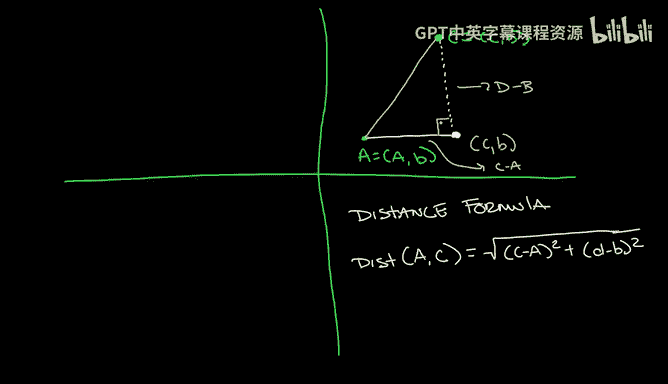 GPT中英字幕课程资源 bilibili
→ D-B
(C,b)
A=(A,b)
→ C-A
DISTANCE FORMULA
Dist(A,C)=√(C-A)²+(d-b)²